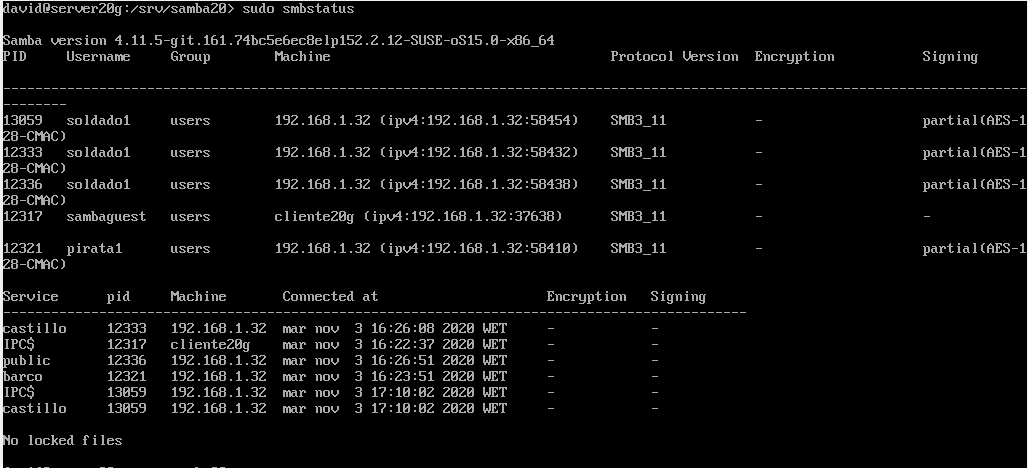 david@server20g:/srv/samba20> sudo smbstatus
Samba version 4.11.5-git.161.74bc5e6ec8e1p152.2.12-SUSE-oS15.0-x86_64
PID Username Group Machine Protocol Version Encryption Signing
--------------------------------------------------------------------------------------------------------------------------------
--------
13059 soldado1 users 192.168.1.32 (ipv4:192.168.1.32:58454) SMB3_11 - partial(AES-1
28-CMAC)
12333 soldado1 users 192.168.1.32 (ipv4:192.168.1.32:58432) SMB3_11 - partial(AES-1
28-CMAC)
12336 soldado1 users 192.168.1.32 (ipv4:192.168.1.32:58438) SMB3_11 - partial(AES-1
28-CMAC)
12317 sambaguest users cliente20g (ipv4:192.168.1.32:37638) SMB3_11 - -
12321 pirata1 users 192.168.1.32 (ipv4:192.168.1.32:58410) SMB3_11 - partial(AES-1
28-CMAC)
Service pid Machine Connected at Encryption Signing
---------------------------------------------------------------------------------------------
castillo 12333 192.168.1.32 mar nov 3 16:26:08 2020 WET - -
IPC$ 12317 cliente20g mar nov 3 16:22:37 2020 WET - -
public 12336 192.168.1.32 mar nov 3 16:26:51 2020 WET - -
barco 12321 192.168.1.32 mar nov 3 16:23:51 2020 WET - -
IPC$ 13059 192.168.1.32 mar nov 3 17:10:02 2020 WET - -
castillo 13059 192.168.1.32 mar nov 3 17:10:02 2020 WET - -
No locked files